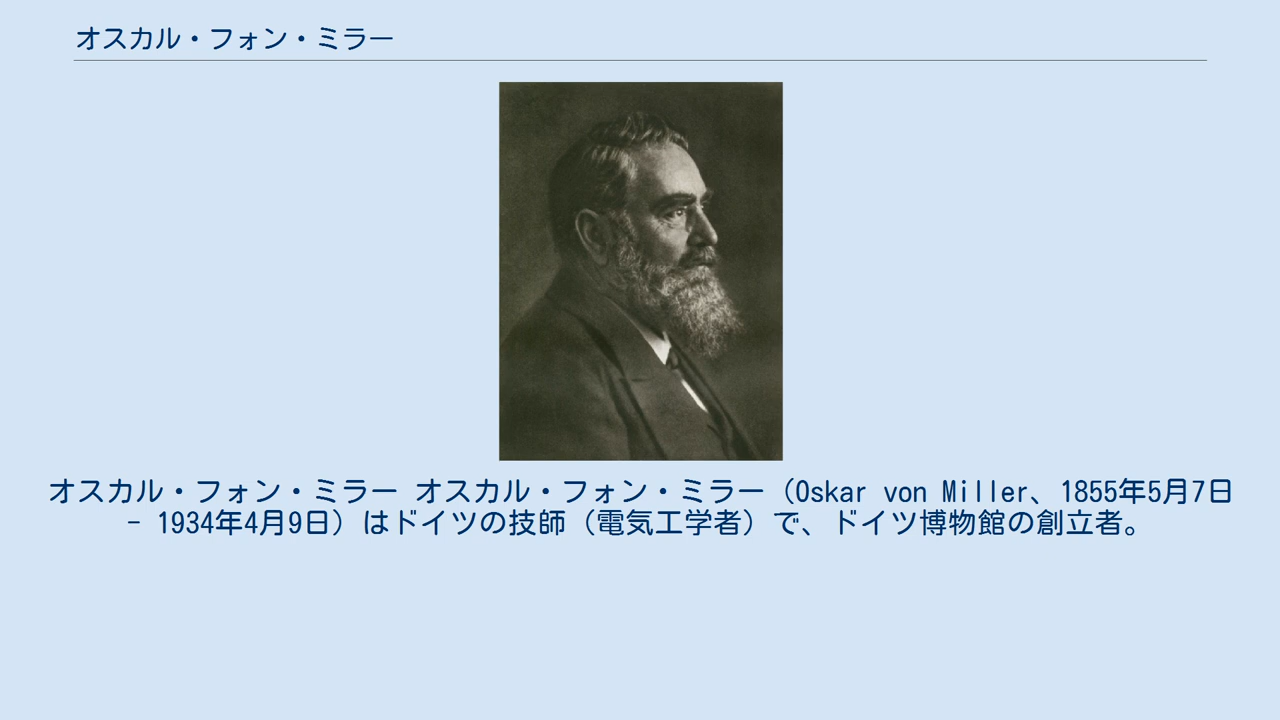 オスカル・フォン・ミラー
オスカル・フォン・ミラー オスカル・フォン・ミラー（Oskar von Miller、1855年5月7日
- 1934年4月9日）はドイツの技師（電気工学者）で、ドイツ博物館の創立者。